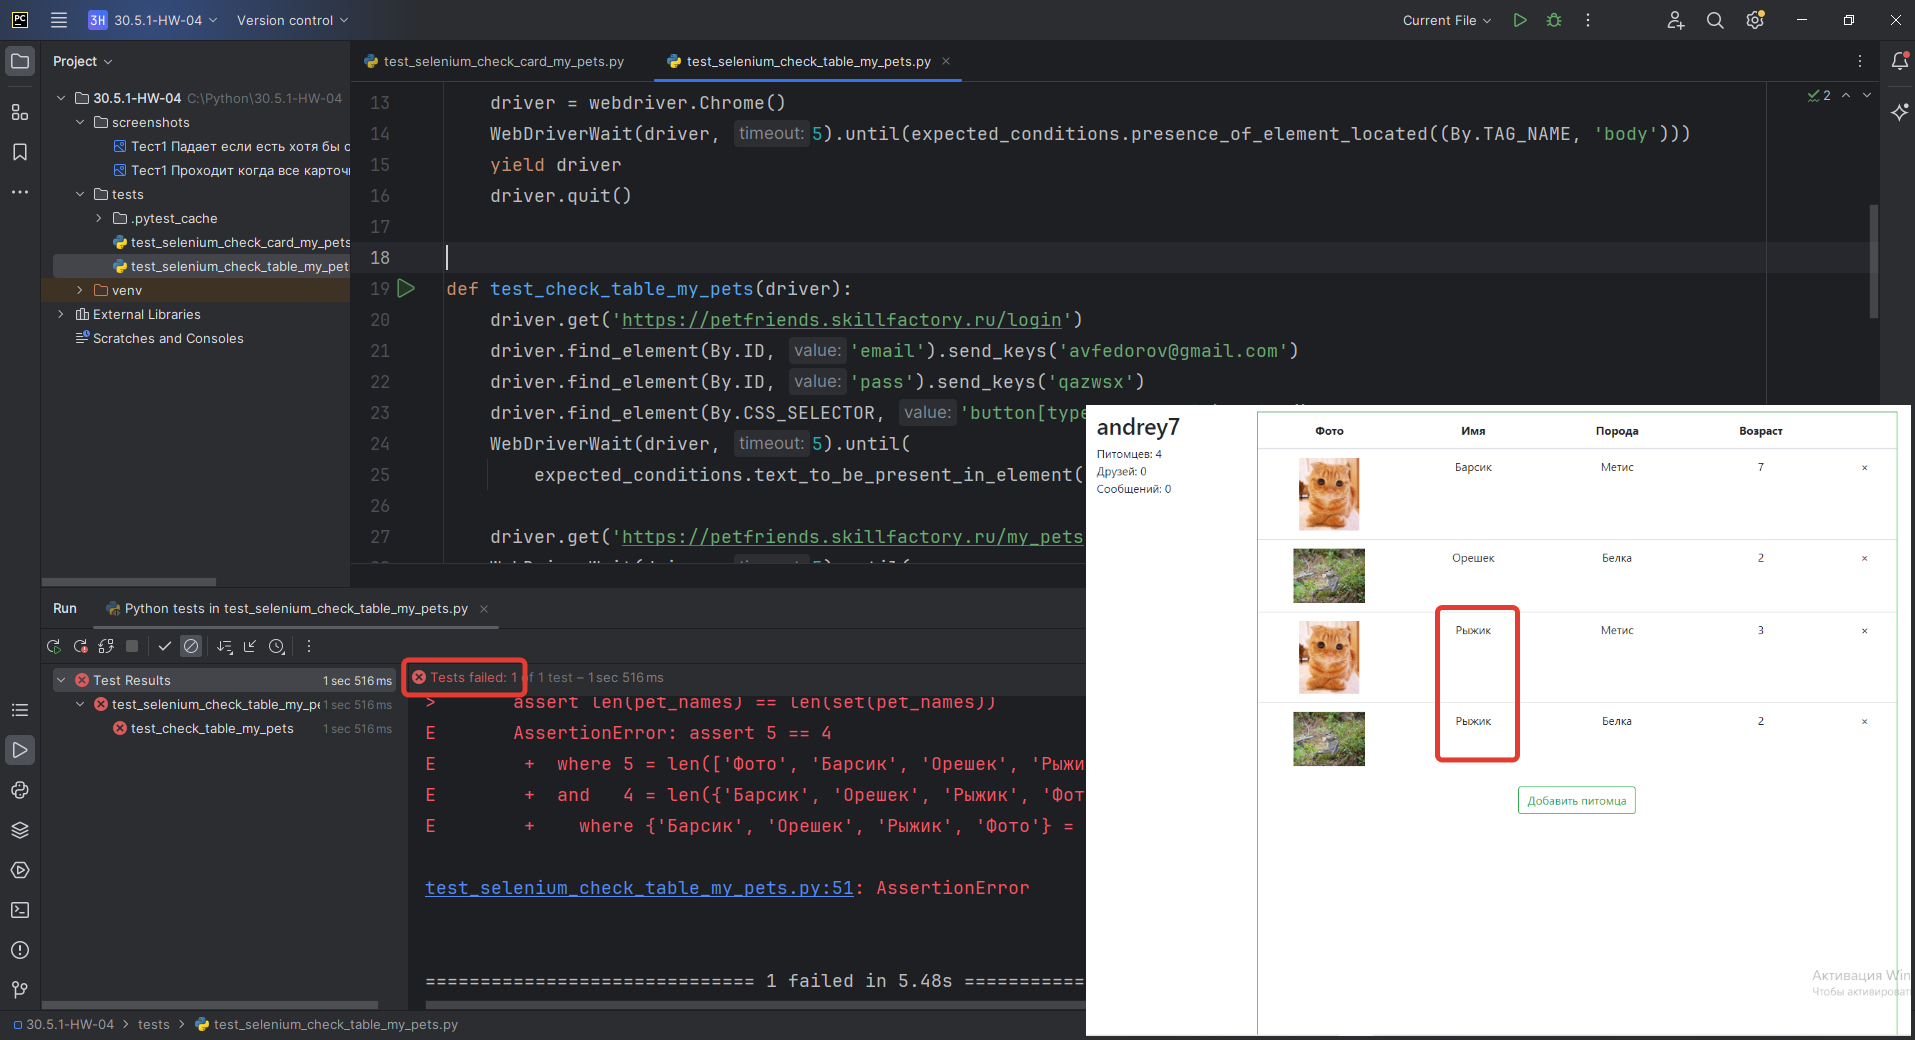 PC
3H 30.5.1-HW-04
Version control
Current File
Project
30.5.1-HW-04 C:\Python\30.5.1-HW-04
screenshots
Тест1 Падает если есть хотя бы о
Тест1 Проходит когда все карточ
tests
.pytest_cache
test_selenium_check_card_my_pets
test_selenium_check_table_my_pet
venv
External Libraries
Scratches and Consoles
test_selenium_check_card_my_pets.py
test_selenium_check_table_my_pets.py
2
13 driver = webdriver.Chrome()
14 WebDriverWait(driver, timeout: 5).until(expected_conditions.presence_of_element_located((By.TAG_NAME, 'body')))
15 yield driver
16 driver.quit()
17
18
19 def test_check_table_my_pets(driver):
20 driver.get('https://petfriends.skillfactory.ru/login')
21 driver.find_element(By.ID, value: 'email').send_keys('avfedorov@gmail.com')
22 driver.find_element(By.ID, value: 'pass').send_keys('qazwsx')
23 driver.find_element(By.CSS_SELECTOR, value: 'button[type
24 WebDriverWait(driver, timeout: 5).until(
25 expected_conditions.text_to_be_present_in_element(
26
27 driver.get('https://petfriends.skillfactory.ru/my_pets
Run
Python tests in test_selenium_check_table_my_pets.py
Test Results 1 sec 516 ms
test_selenium_check_table_my_pe 1 sec 516 ms
test_check_table_my_pets 1 sec 516 ms
Tests failed: 1 of 1 test – 1 sec 516 ms
> assert len(pet_names) == len(set(pet_names))
E AssertionError: assert 5 == 4
E + where 5 = len(['Фото', 'Барсик', 'Орешек', 'Рыжи
E + and 4 = len({'Барсик', 'Орешек', 'Рыжик', 'Фот
E + where {'Барсик', 'Орешек', 'Рыжик', 'Фото'} =
test_selenium_check_table_my_pets.py:51: AssertionError
============================== 1 failed in 5.48s ===========
30.5.1-HW-04 > tests > test_selenium_check_table_my_pets.py
andrey7
Питомцев: 4
Друзей: 0
Сообщений: 0
Фото Имя Порода Возраст
Барсик Метис 7 ×
Орешек Белка 2 ×
Рыжик Метис 3 ×
Рыжик Белка 2 ×
Добавить питомца
Активация Win
Чтобы активироват